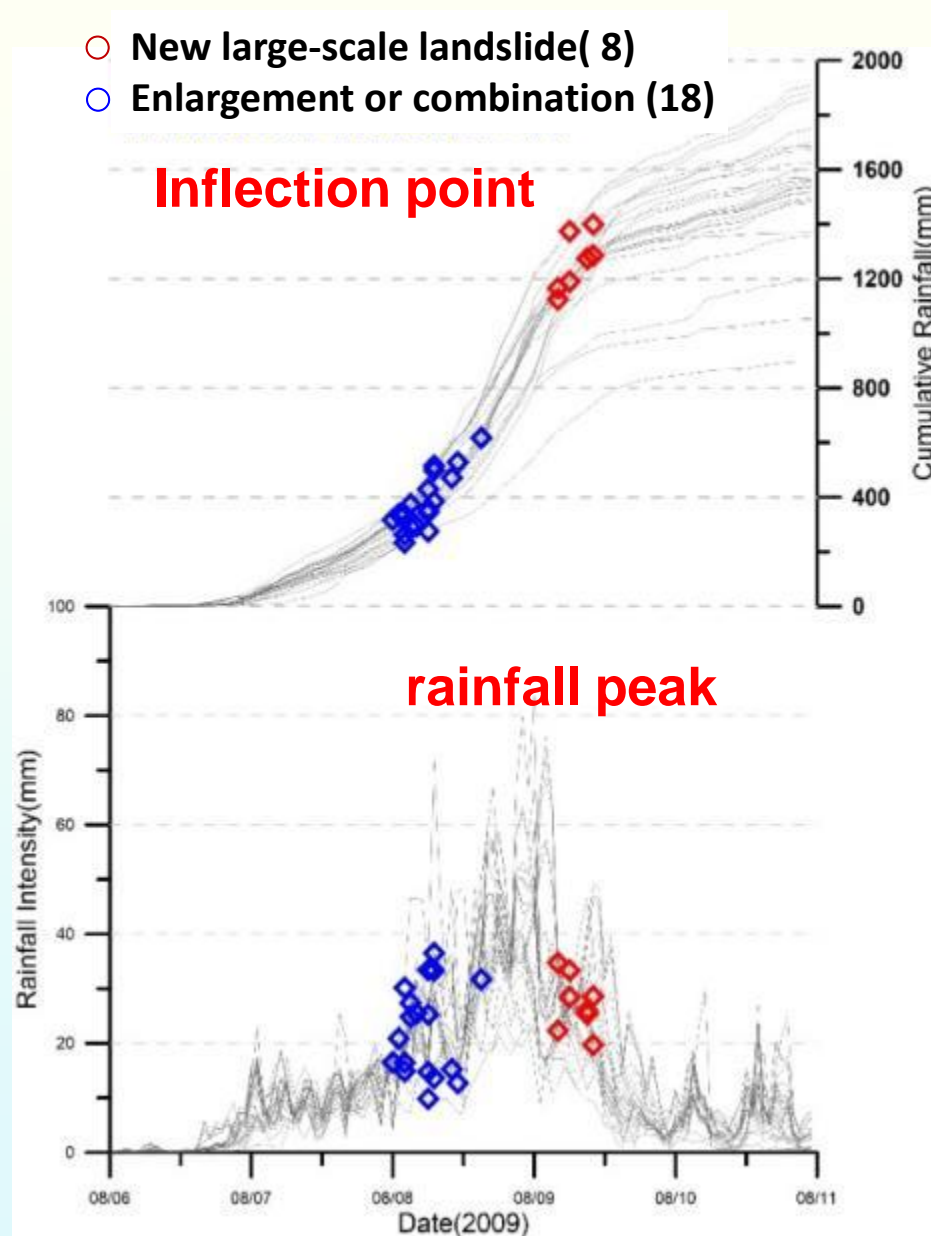 New large-scale landslide( 8)
Enlargement or combination (18)
Inflection point
2000
1600
1200
800
400
0
Cumulative Rainfall(mm)
rainfall peak
100
80
60
40
20
0
Rainfall Intensity(mm)
08/06 08/07 08/08 08/09 08/10 08/11
Date(2009)